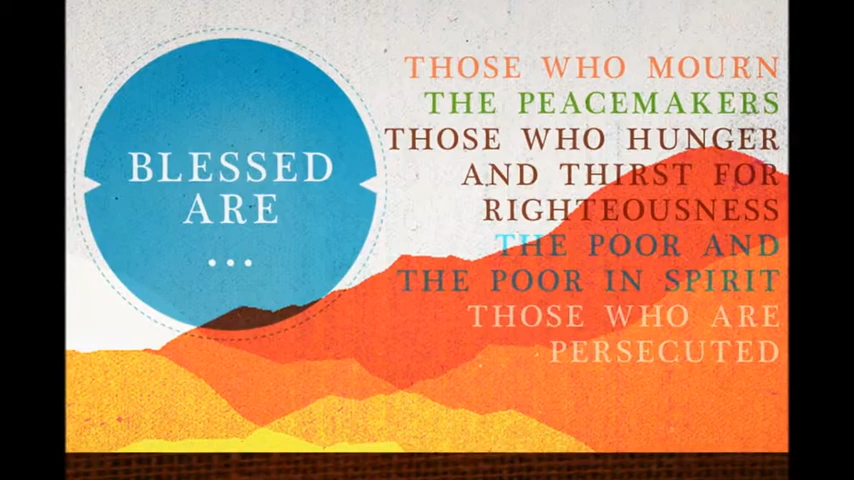 BLESSED
ARE
...
THOSE WHO MOURN
THE PEACEMAKERS
THOSE WHO HUNGER
AND THIRST FOR
RIGHTEOUSNESS
THE POOR AND
THE POOR IN SPIRIT
THOSE WHO ARE
PERSECUTED